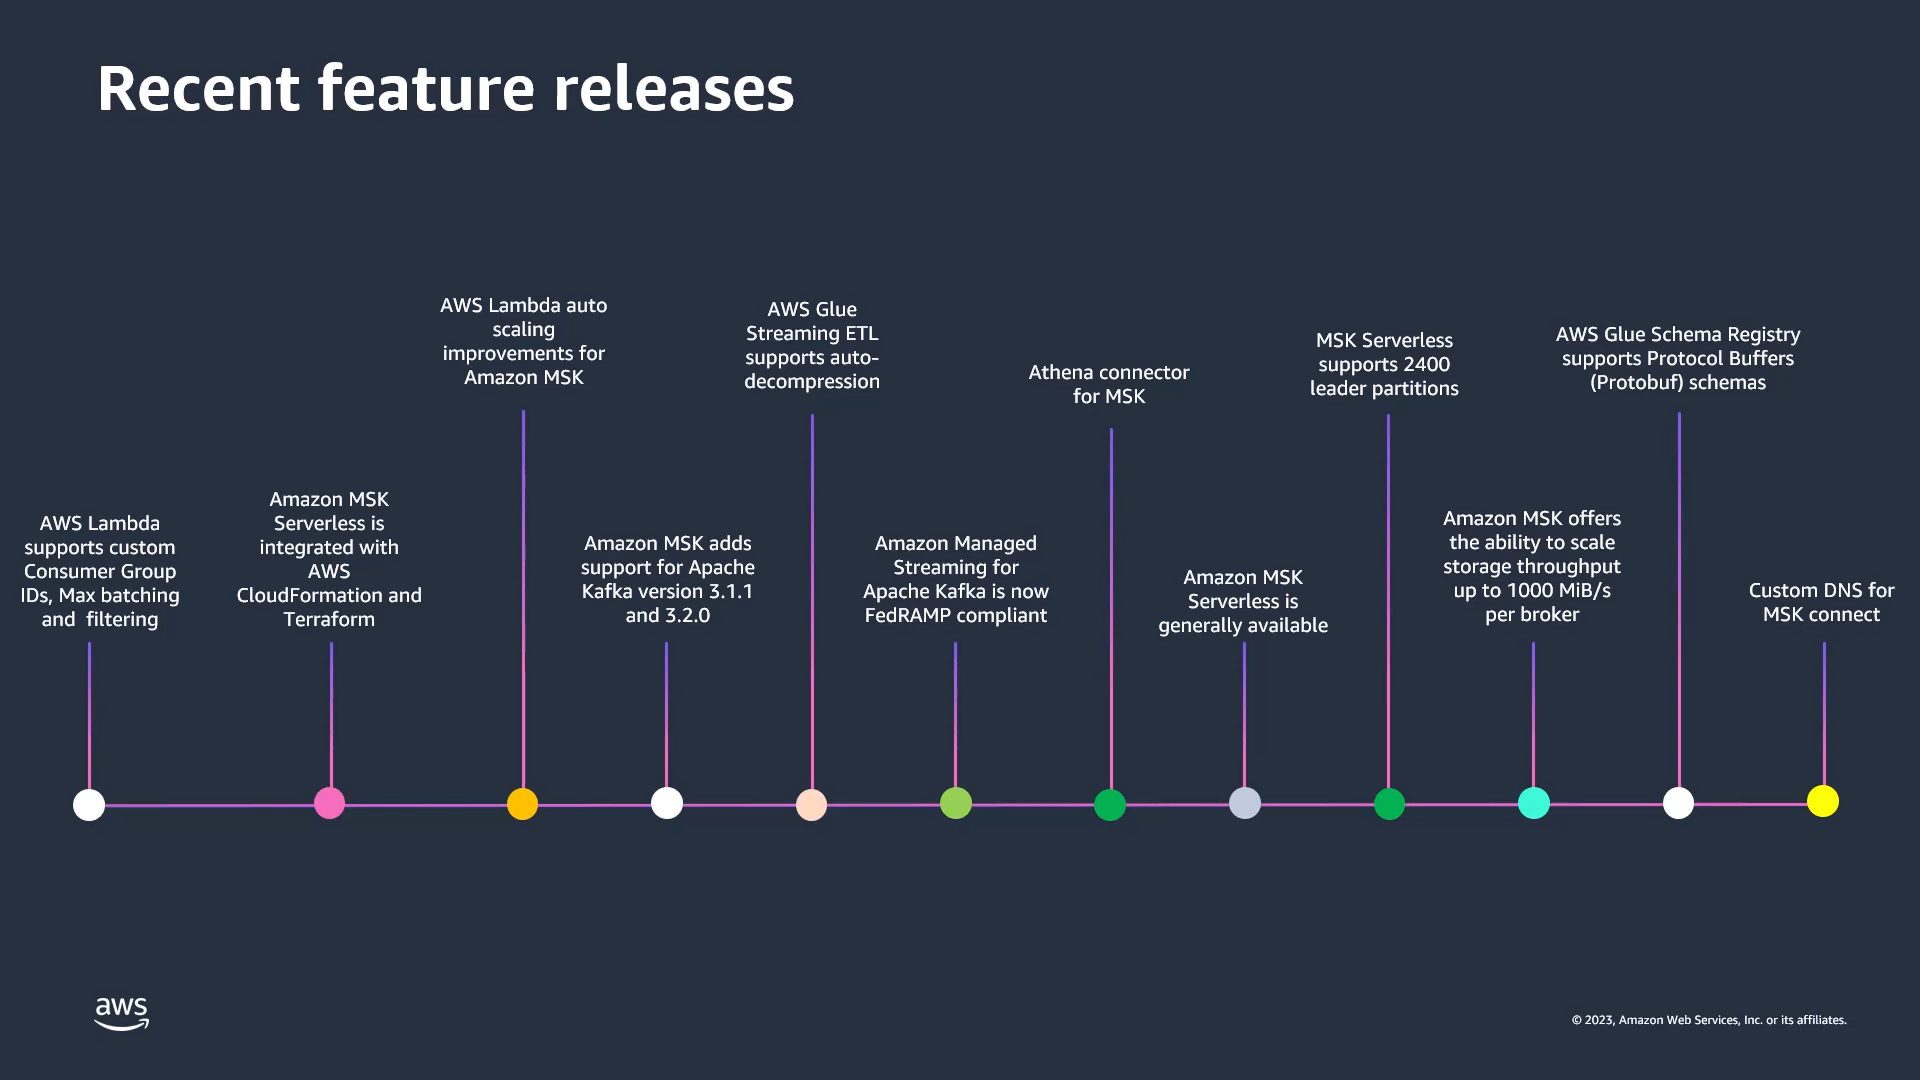 Recent feature releases
AWS Lambda
supports custom
Consumer Group
IDs, Max batching
and  filtering
Amazon MSK
Serverless is
integrated with
AWS
CloudFormation and
Terraform
AWS Lambda auto
scaling
improvements for
Amazon MSK
Amazon MSK adds
support for Apache
Kafka version 3.1.1
and 3.2.0
AWS Glue
Streaming ETL
supports auto-
decompression
Amazon Managed
Streaming for
Apache Kafka is now
FedRAMP compliant
Athena connector
for MSK
Amazon MSK
Serverless is
generally available
MSK Serverless
supports 2400
leader partitions
Amazon MSK offers
the ability to scale
storage throughput
up to 1000 MiB/s
per broker
AWS Glue Schema Registry
supports Protocol Buffers
(Protobuf) schemas
Custom DNS for
MSK connect
aws
© 2023, Amazon Web Services, Inc. or its affiliates.